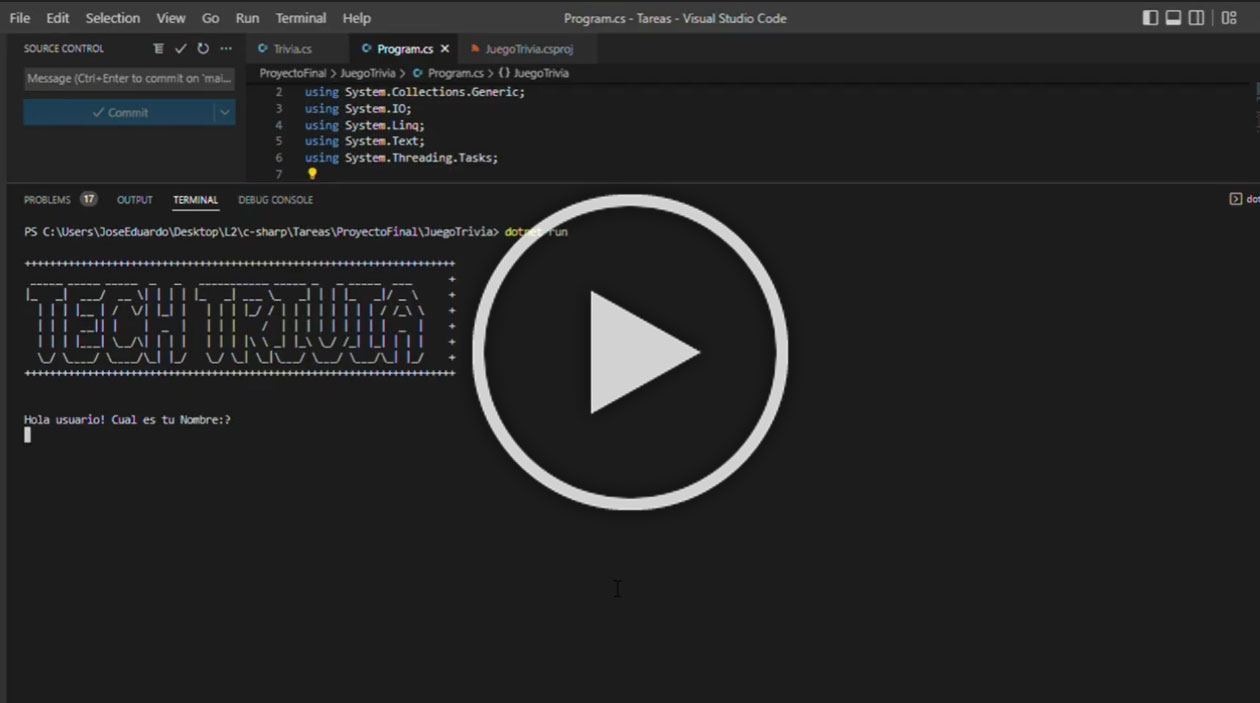 File Edit Selection View Go Run Terminal Help Program.cs - Tareas - Visual Studio Code
SOURCE CONTROL
Trivia.cs Program.cs JuegoTrivia.csproj
Message (Ctrl+Enter to commit on 'mai...
ProyectoFinal > JuegoTrivia > Program.cs > {} JuegoTrivia
Commit
2 using System.Collections.Generic;
3 using System.IO;
4 using System.Linq;
5 using System.Text;
6 using System.Threading.Tasks;
7
PROBLEMS 17 OUTPUT TERMINAL DEBUG CONSOLE dot
PS C:\Users\JoseEduardo\Desktop\L2\c-sharp\Tareas\ProyectoFinal\JuegoTrivia> dotnet run
TECH TRIVIA
Hola usuario! Cual es tu Nombre:?